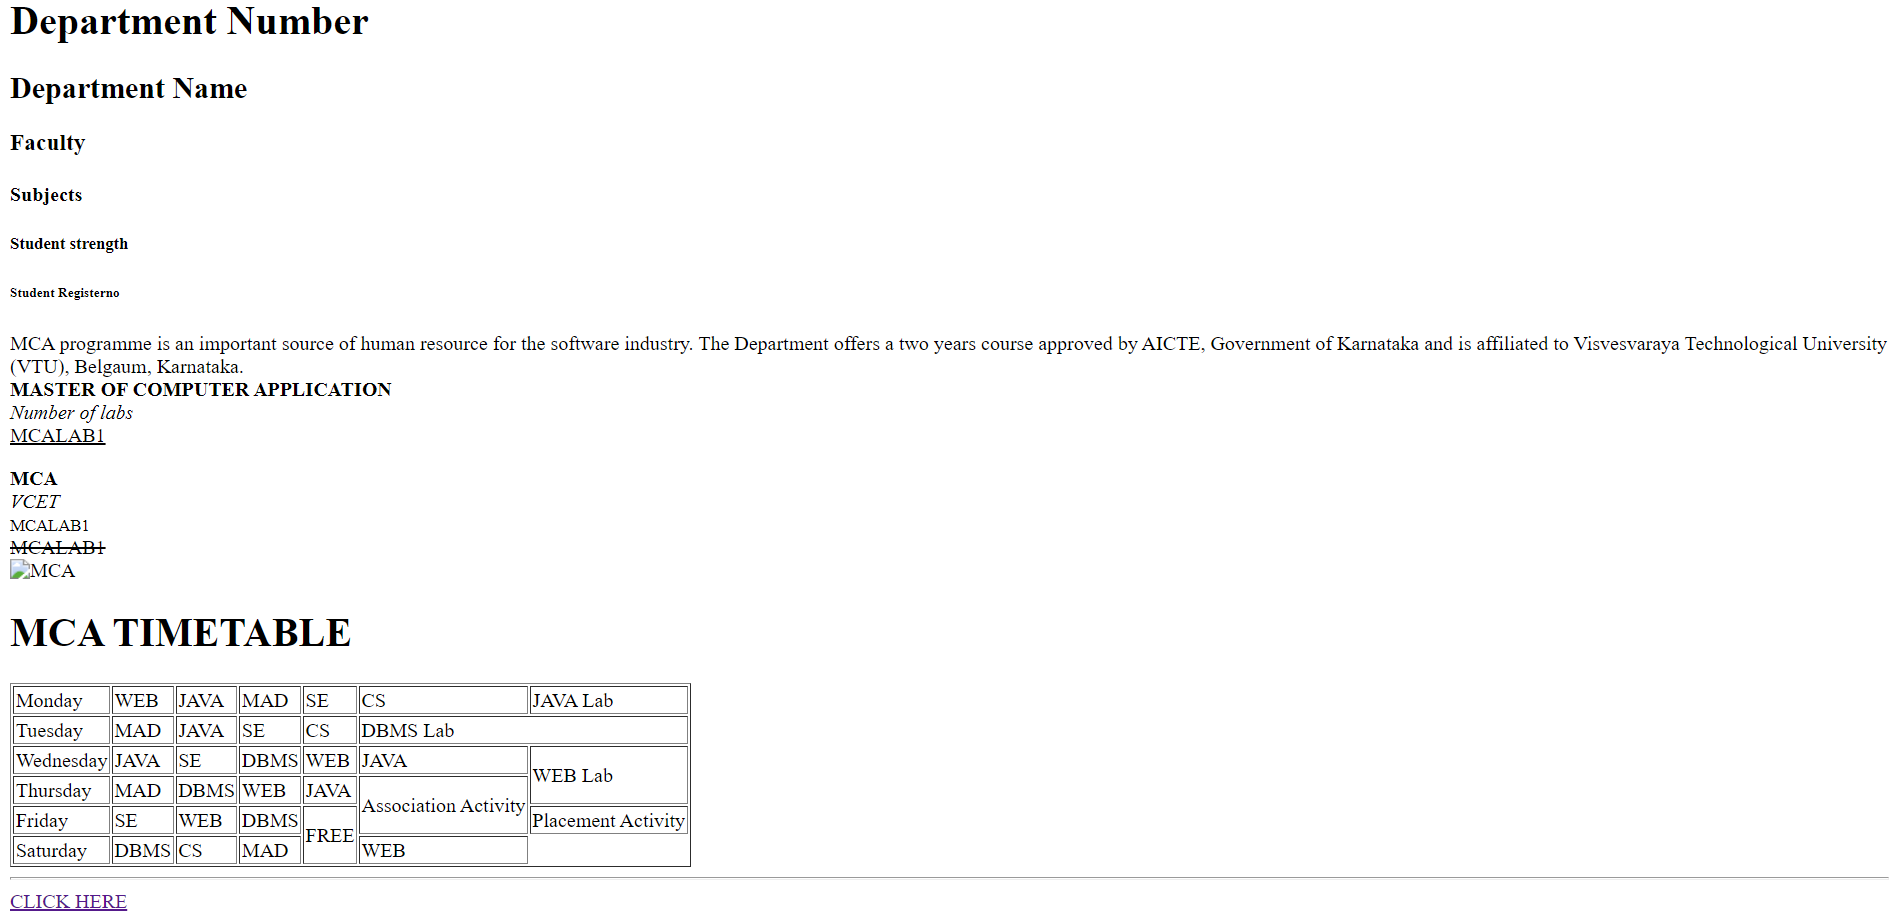 Department Number
Department Name
Faculty
Subjects
Student strength
Student Registerno
MCA programme is an important source of human resource for the software industry. The Department offers a two years course approved by AICTE, Government of Karnataka and is affiliated to Visvesvaraya Technological University
(VTU), Belgaum, Karnataka.
MASTER OF COMPUTER APPLICATION
Number of labs
MCALAB1
MCA
VCET
MCALAB1
MCALAB1
MCA
MCA TIMETABLE
Monday WEB JAVA MAD SE CS JAVA Lab
Tuesday MAD JAVA SE CS DBMS Lab
Wednesday JAVA SE DBMS WEB JAVA WEB Lab
Thursday MAD DBMS WEB JAVA Association Activity
Friday SE WEB DBMS FREE Placement Activity
Saturday DBMS CS MAD WEB
CLICK HERE